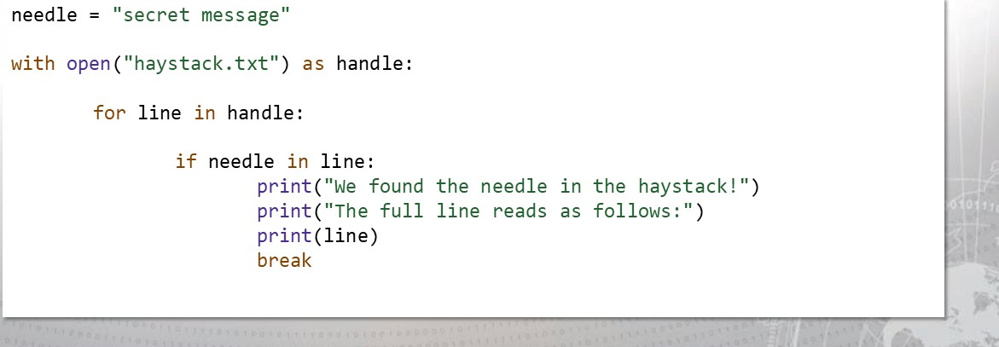 needle = "secret message"
with open("haystack.txt") as handle:
for line in handle:
if needle in line:
print("We found the needle in the haystack!")
print("The full line reads as follows:")
print(line)
break